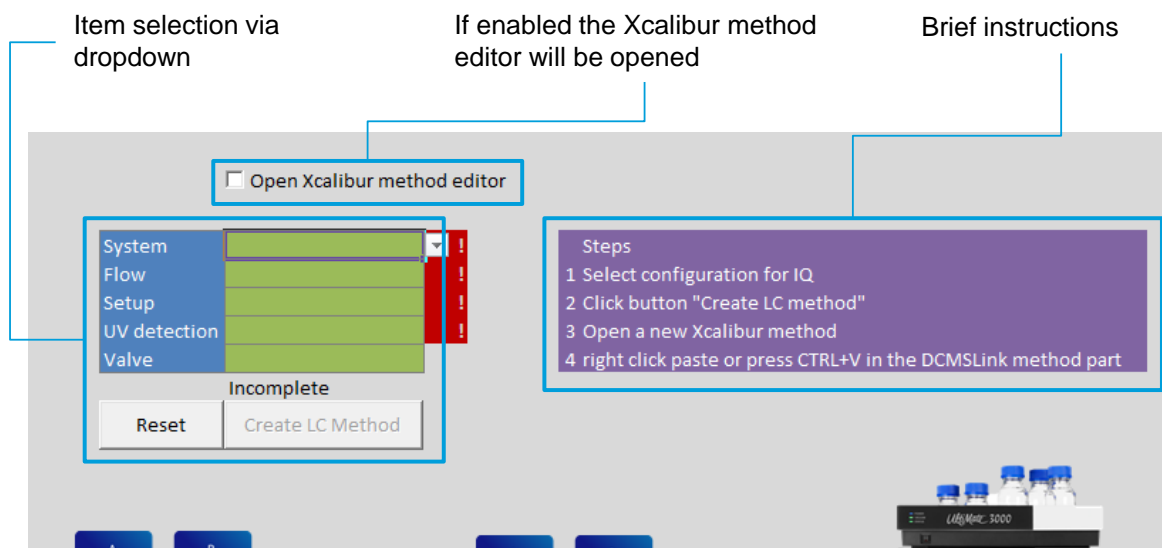 Item selection via
dropdown
If enabled the Xcalibur method
editor will be opened
Brief instructions
Open Xcalibur method editor
System !
Flow !
Setup !
UV detection !
Valve
Incomplete
Reset
Create LC Method
Steps
1 Select configuration for IQ
2 Click button "Create LC method"
3 Open a new Xcalibur method
4 right click paste or press CTRL+V in the DCMSLink method part
UltiMate 3000